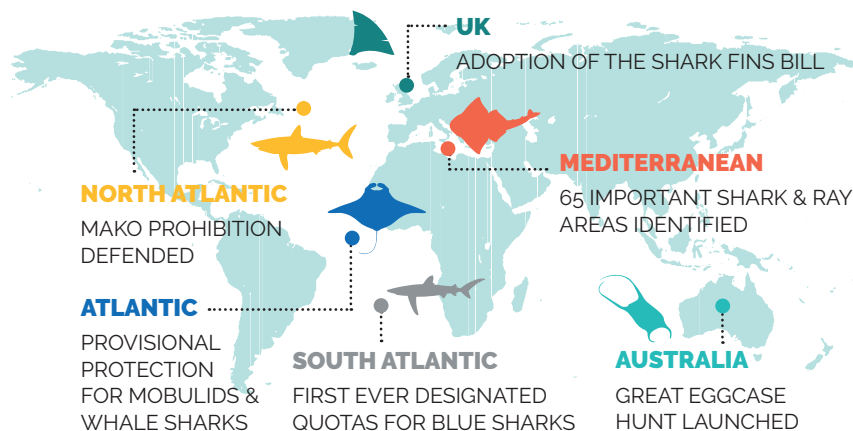 UK
ADOPTION OF THE SHARK FINS BILL
MEDITERRANEAN
65 IMPORTANT SHARK & RAY
AREAS IDENTIFIED
NORTH ATLANTIC
MAKO PROHIBITION
DEFENDED
ATLANTIC
PROVISIONAL
PROTECTION
FOR MOBULIDS &
WHALE SHARKS
SOUTH ATLANTIC
FIRST EVER DESIGNATED
QUOTAS FOR BLUE SHARKS
AUSTRALIA
GREAT EGGCASE
HUNT LAUNCHED